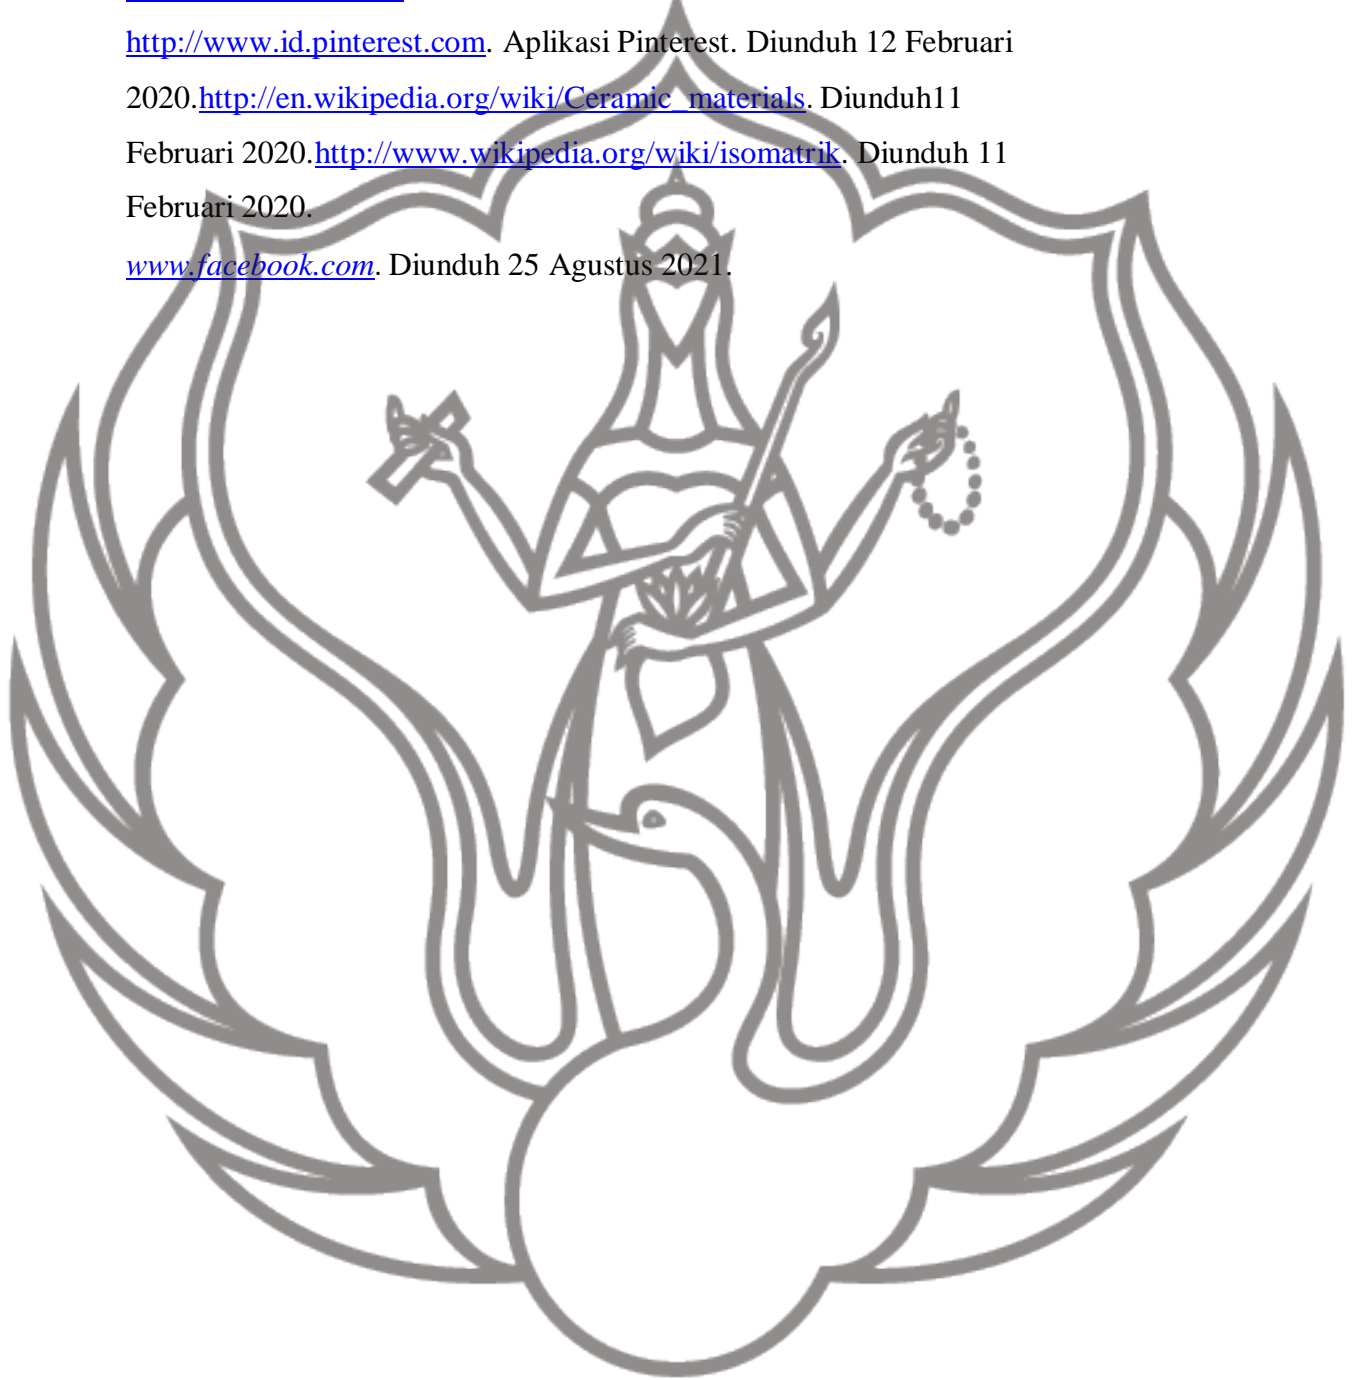 http://www.id.pinterest.com. Aplikasi Pinterest. Diunduh 12 Februari
2020.http://en.wikipedia.org/wiki/Ceramic_materials. Diunduh11
Februari 2020.http://www.wikipedia.org/wiki/isomatrik. Diunduh 11
Februari 2020.
www.facebook.com. Diunduh 25 Agustus 2021.